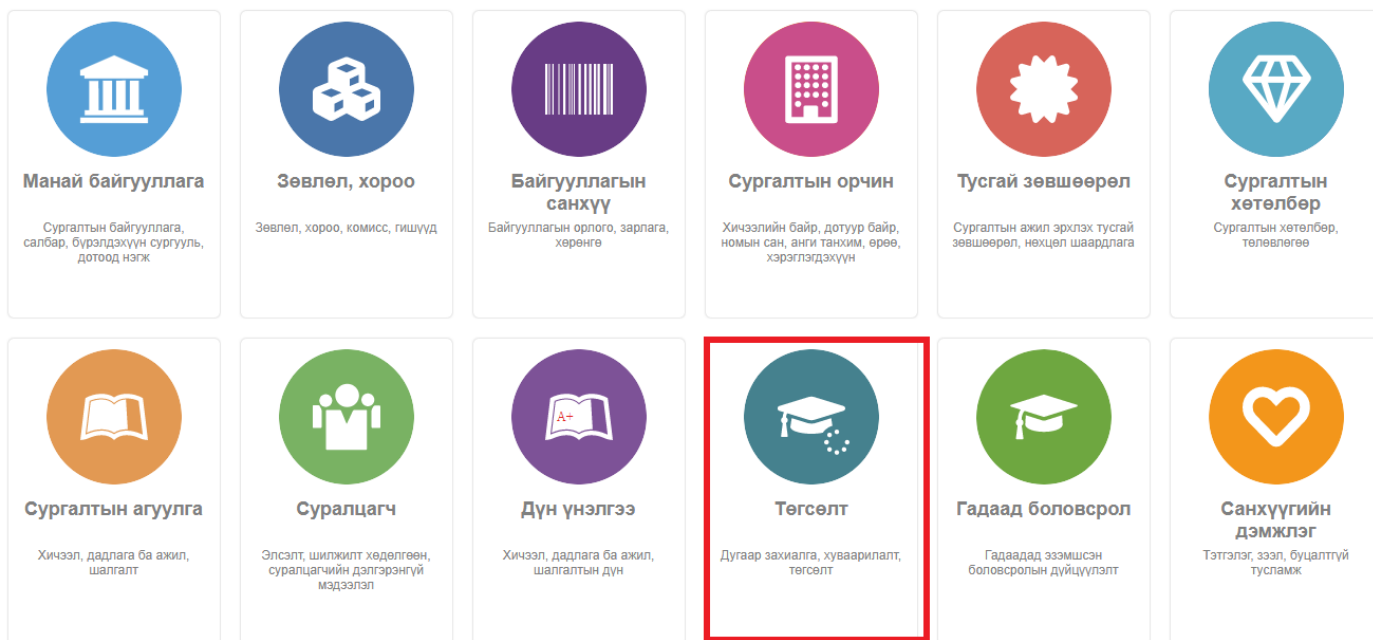 Манай байгууллага
Сургалтын байгууллага,
салбар, бүрэлдэхүүн сургууль,
дотоод нэгж
Зөвлөл, хороо
Зөвлөл, хороо, комисс, гишүүд
Байгууллагын
санхүү
Байгууллагын орлого, зарлага,
хөрөнгө
Сургалтын орчин
Хичээлийн байр, дотуур байр,
номын сан, анги танхим, өрөө,
хэрэглэгдэхүүн
Тусгай зөвшөөрөл
Сургалтын ажил эрхлэх тусгай
зөвшөөрөл, нөхцөл шаардлага
Сургалтын
хөтөлбөр
Сургалтын хөтөлбөр,
төлөвлөгөө
Сургалтын агуулга
Хичээл, дадлага ба ажил,
шалгалт
Суралцагч
Элсэлт, шилжилт хөдөлгөөн,
суралцагчийн дэлгэрэнгүй
мэдээлэл
A+
Дүн үнэлгээ
Хичээл, дадлага ба ажил,
шалгалтын дүн
Төгсөлт
Дугаар захиалга, хуваарилалт,
төгсөлт
Гадаад боловсрол
Гадаадад эзэмшсэн
боловсролын дүйцүүлэлт
Санхүүгийн
дэмжлэг
Тэтгэлэг, зээл, буцалтгүй
тусламж